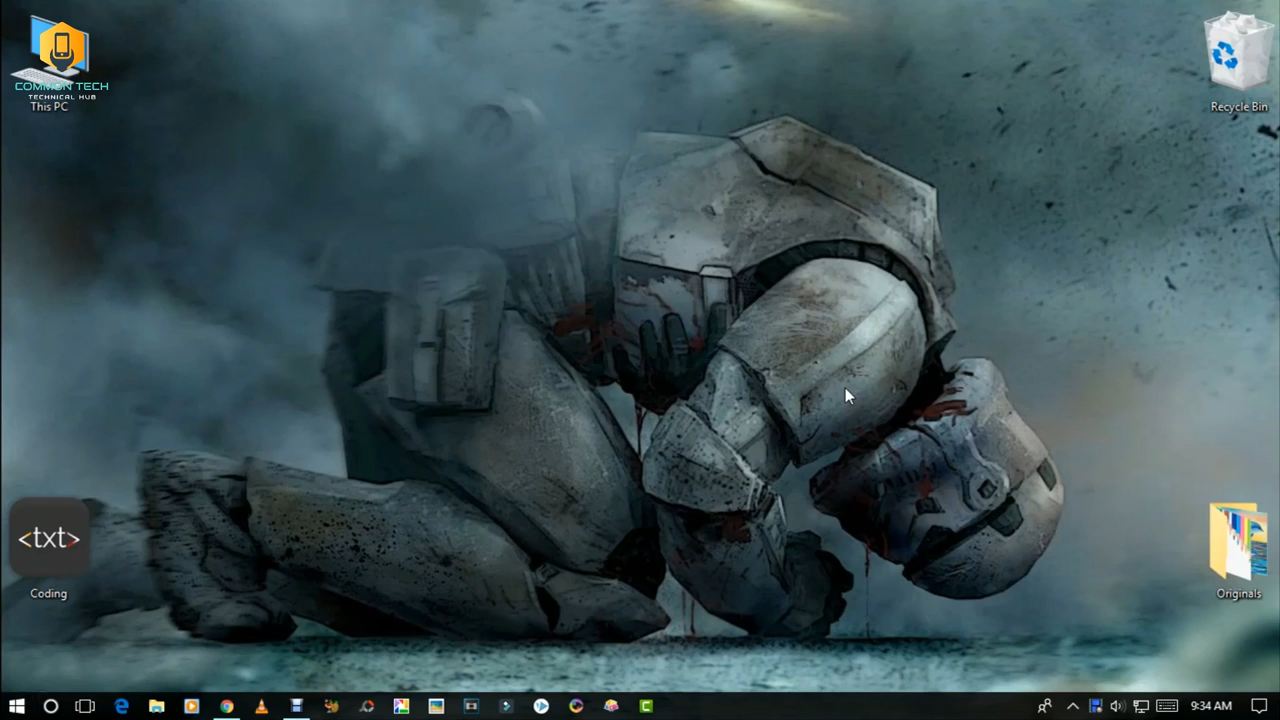 COMMON TECH
TECHNICAL HUB
This PC
Recycle Bin
<txt>
Coding
Originals
9:34 AM